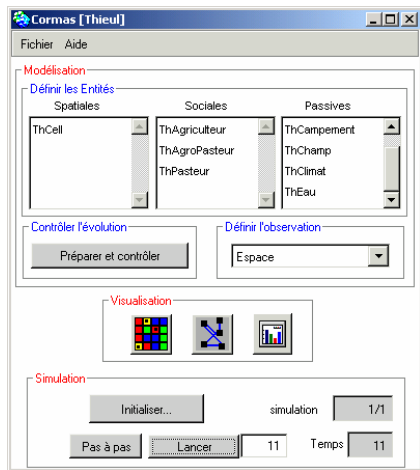 Cormas [Thieul]
Fichier Aide
Modélisation
Définir les Entités
Spatiales Sociales Passives
ThCell ThAgriculteur ThCampement
ThAgroPasteur ThChamp
ThPasteur ThClimat
ThEau
Contrôler l'évolution Définir l'observation
Préparer et contrôler Espace
Visualisation
Simulation
Initialiser... simulation 1/1
Pas à pas Lancer 11 Temps 11